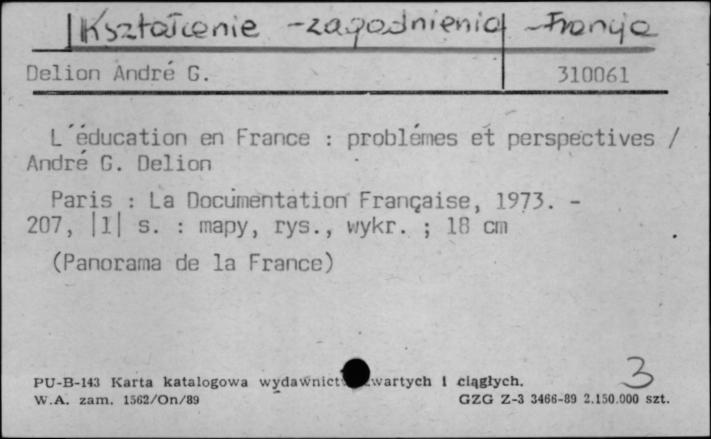 Kształcenie - zagadnienia - Francja
Delion André G. 310061
L´éducation en France : problémes et perspectives /
André G. Delion
Paris : La Documentation Française, 1973. -
207, |1| s. : mapy, rys., wykr. ; 18 cm
(Panorama de la France)
3
PU-B-143 Karta katalogowa wydawnict wartych i ciągłych.
W.A. zam. 1562/On/89 GZG Z-3 3466-89 2.150.000 szt.